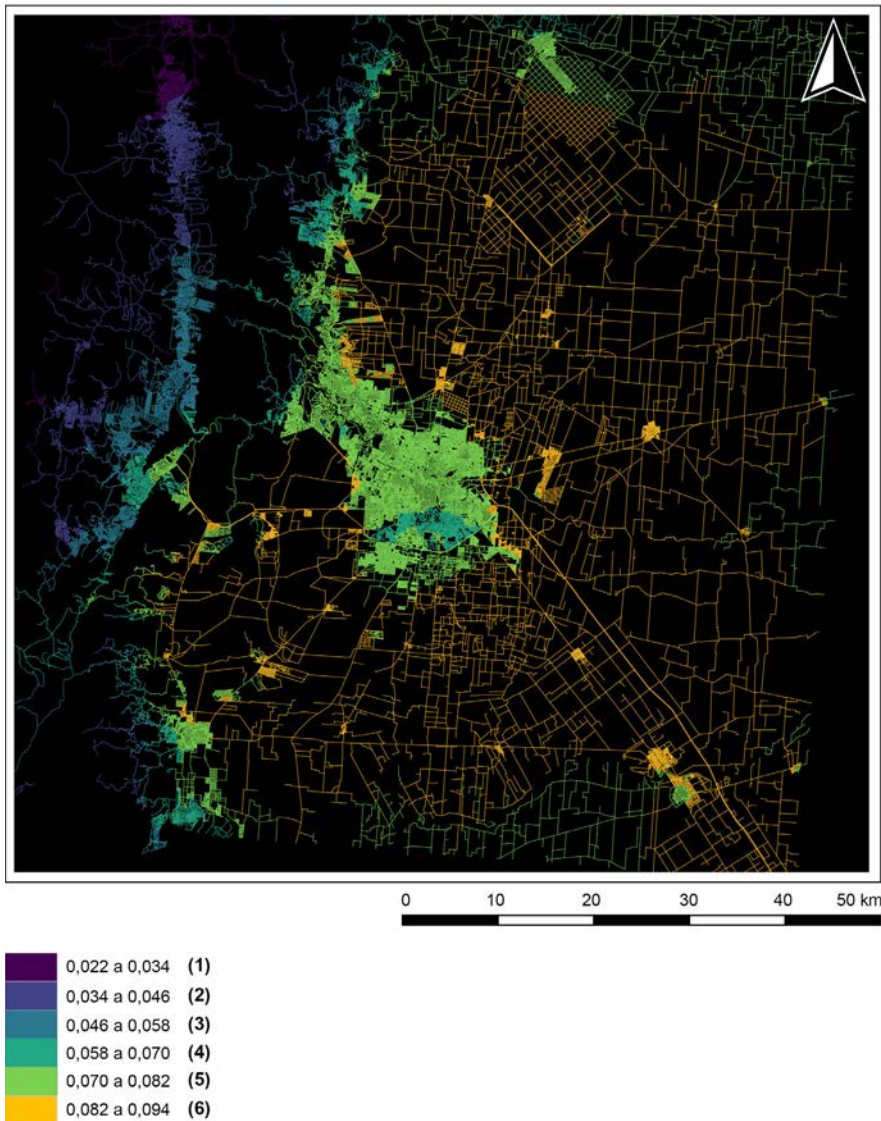 0 10 20 30 40 50 km
0,022 a 0,034 (1)
0,034 a 0,046 (2)
0,046 a 0,058 (3)
0,058 a 0,070 (4)
0,070 a 0,082 (5)
0,082 a 0,094 (6)